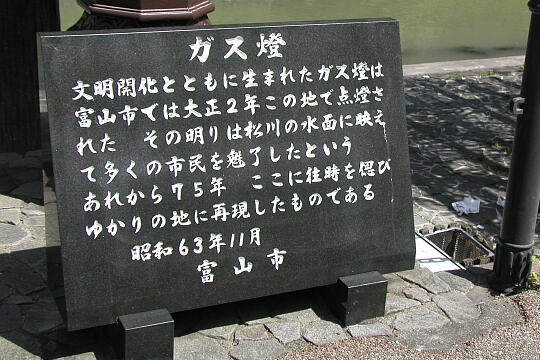 ガス燈
文明開化とともに生まれたガス燈は
富山市では大正2年この地で点燈さ
れた　その明りは松川の水面に映え
て多くの市民を魅了したという
あれから75年　ここに往時を偲び
ゆかりの地に再現したものである
昭和63年11月
富山市